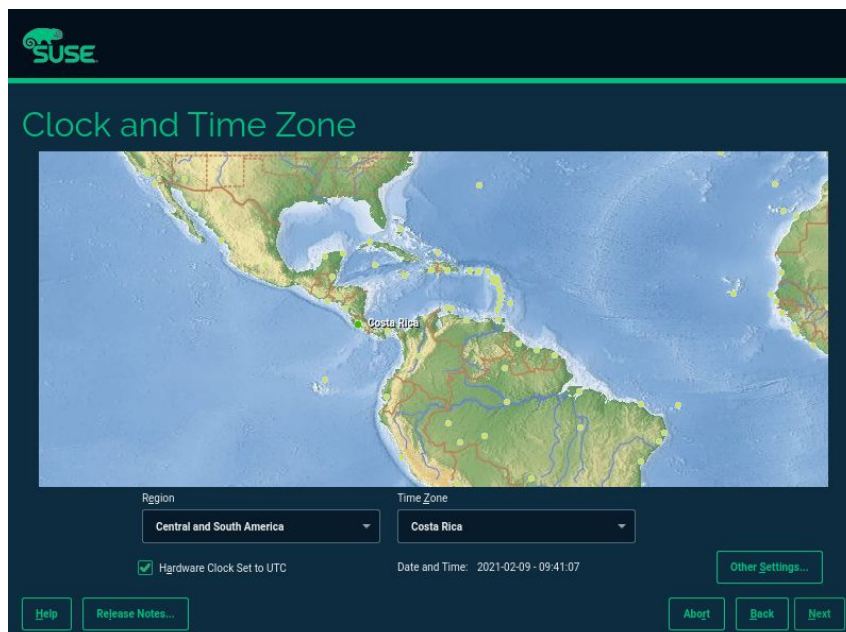 SUSE
Clock and Time Zone
Costa Rica
Region Time Zone
Central and South America Costa Rica
Hardware Clock Set to UTC Date and Time: 2021-02-09 - 09:41:07 Other Settings...
Help Release Notes... Abort Back Next